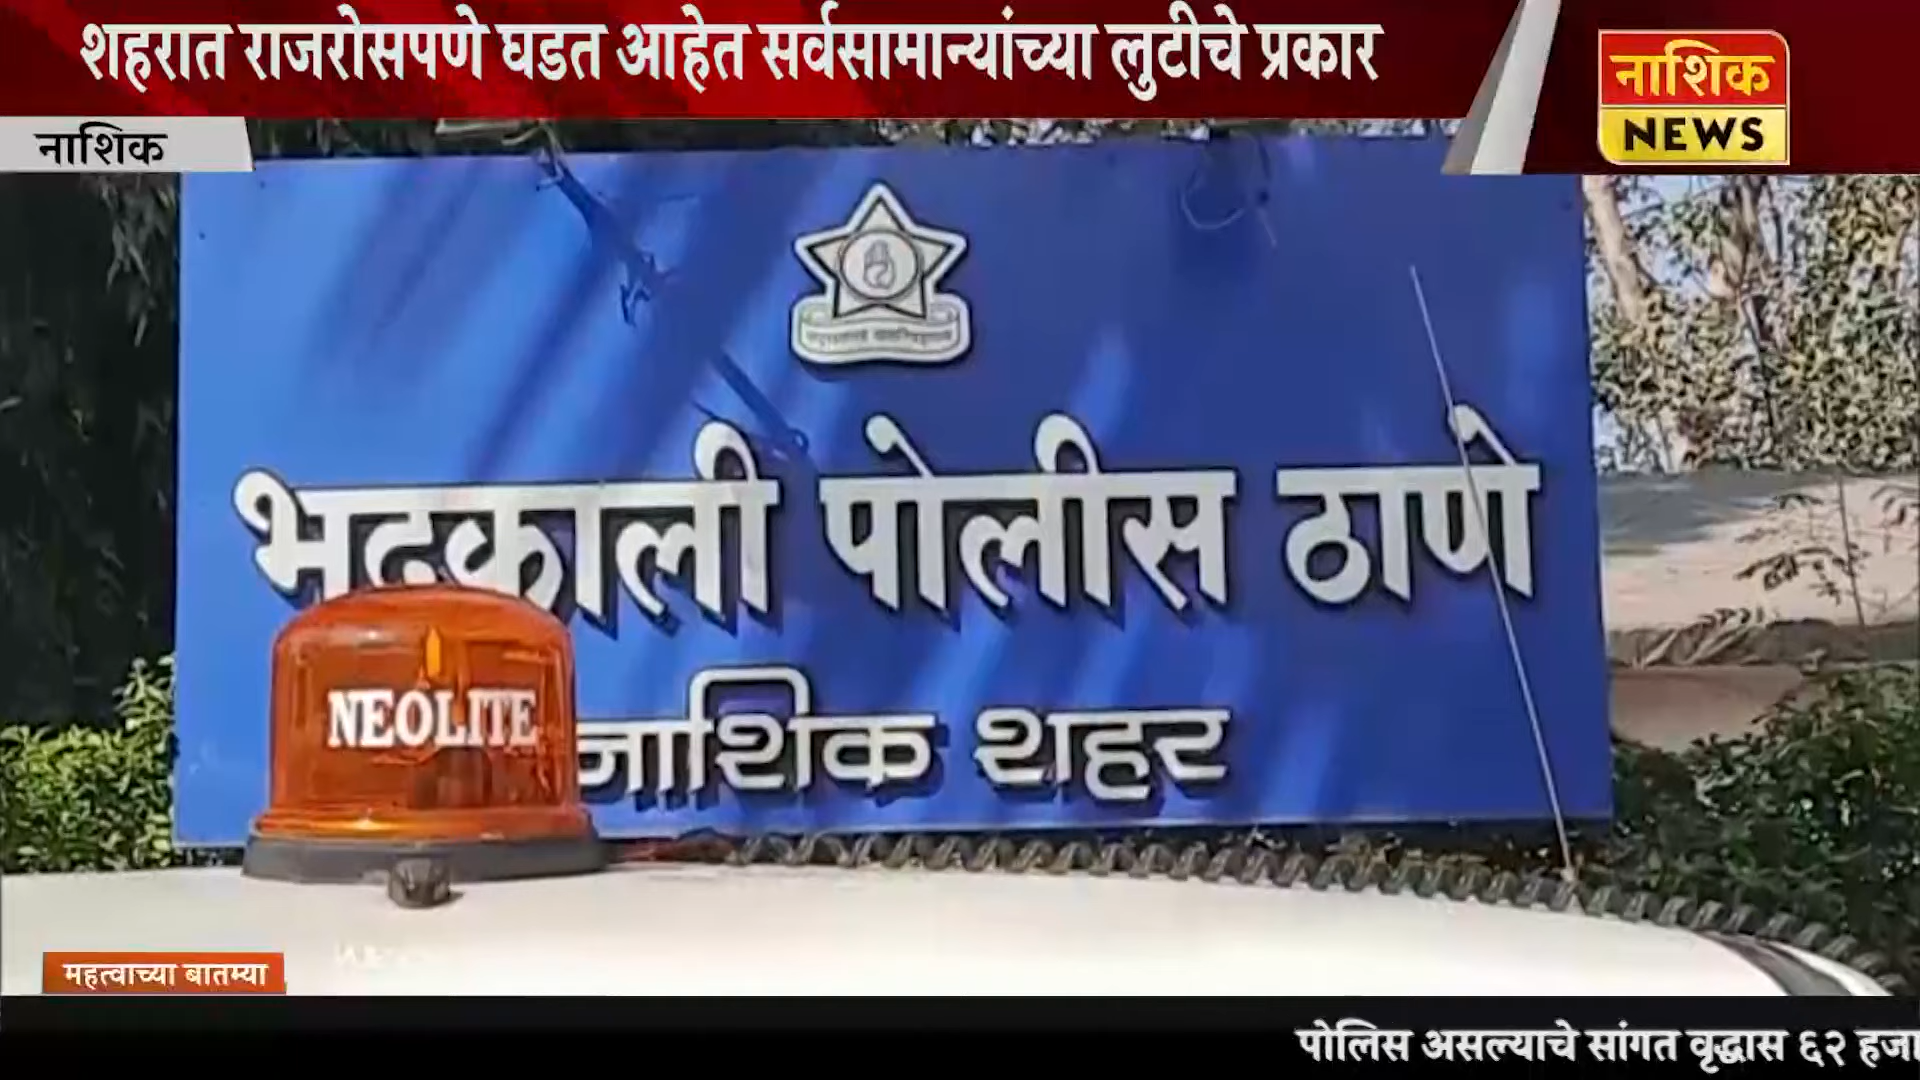 शहरात राजरोसपणे घडत आहेत सर्वसामान्यांच्या लुटीचे प्रकार
नाशिक
NEWS
नाशिक
भद्रकाली पोलीस ठाणे
नाशिक शहर
NEOLITE
महत्वाच्या बातम्या
पोलिस असल्याचे सांगत वृद्धास ६२ हजा